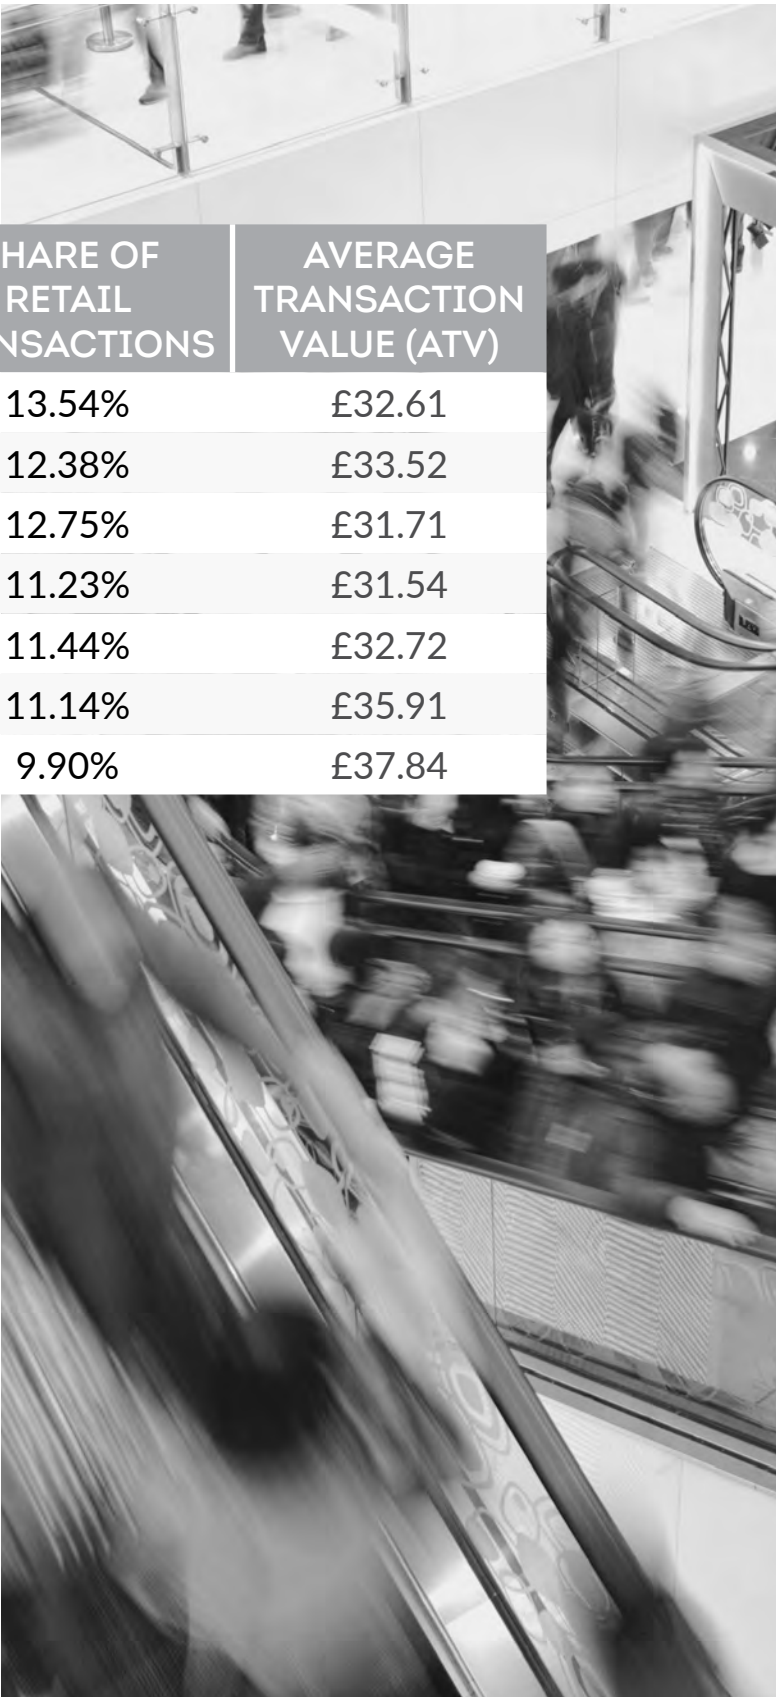 HARE OF
RETAIL
NSACTIONS
AVERAGE
TRANSACTION
VALUE (ATV)
13.54% £32.61
12.38% £33.52
12.75% £31.71
11.23% £31.54
11.44% £32.72
11.14% £35.91
9.90% £37.84